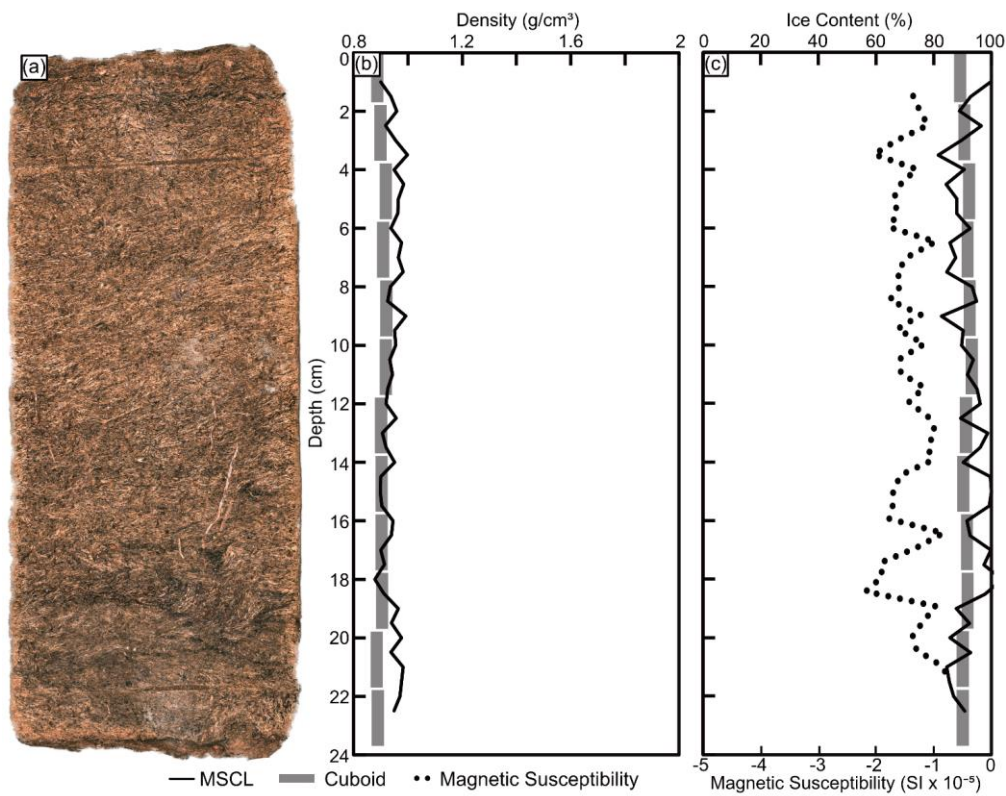 Density (g/cm³)
Ice Content (%)
0.8 1.2 1.6 2
0 20 40 60 80 100
(a)
(b)
(c)
0
2
4
6
8
10
12
14
16
18
20
22
24
Depth (cm)
-5 -4 -3 -2 -1 0
Magnetic Susceptibility (SI x 10⁻⁵)
MSCL Cuboid Magnetic Susceptibility